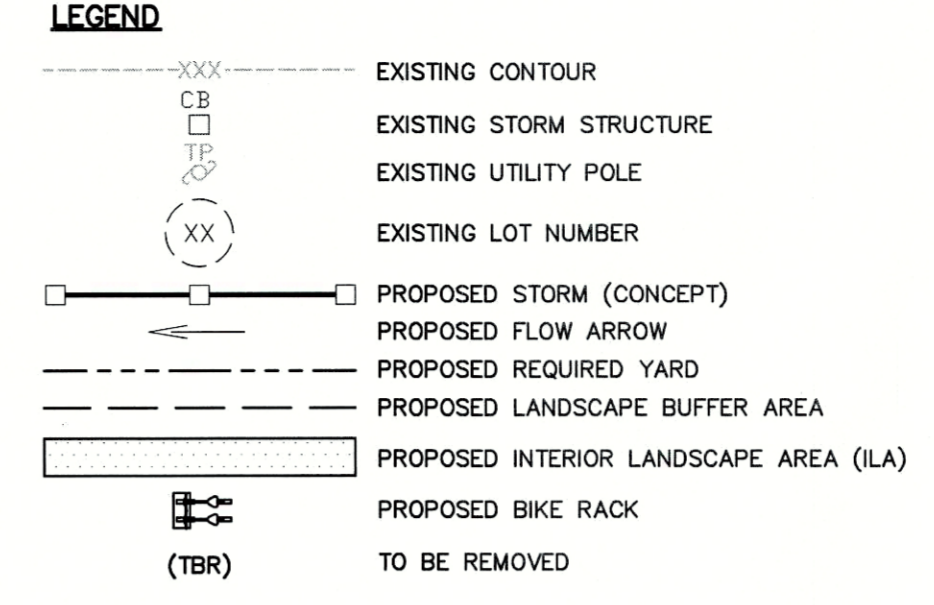 LEGEND
XXX EXISTING CONTOUR
CB
EXISTING STORM STRUCTURE
TP
EXISTING UTILITY POLE
XX EXISTING LOT NUMBER
PROPOSED STORM (CONCEPT)
PROPOSED FLOW ARROW
PROPOSED REQUIRED YARD
PROPOSED LANDSCAPE BUFFER AREA
PROPOSED INTERIOR LANDSCAPE AREA (ILA)
PROPOSED BIKE RACK
(TBR) TO BE REMOVED